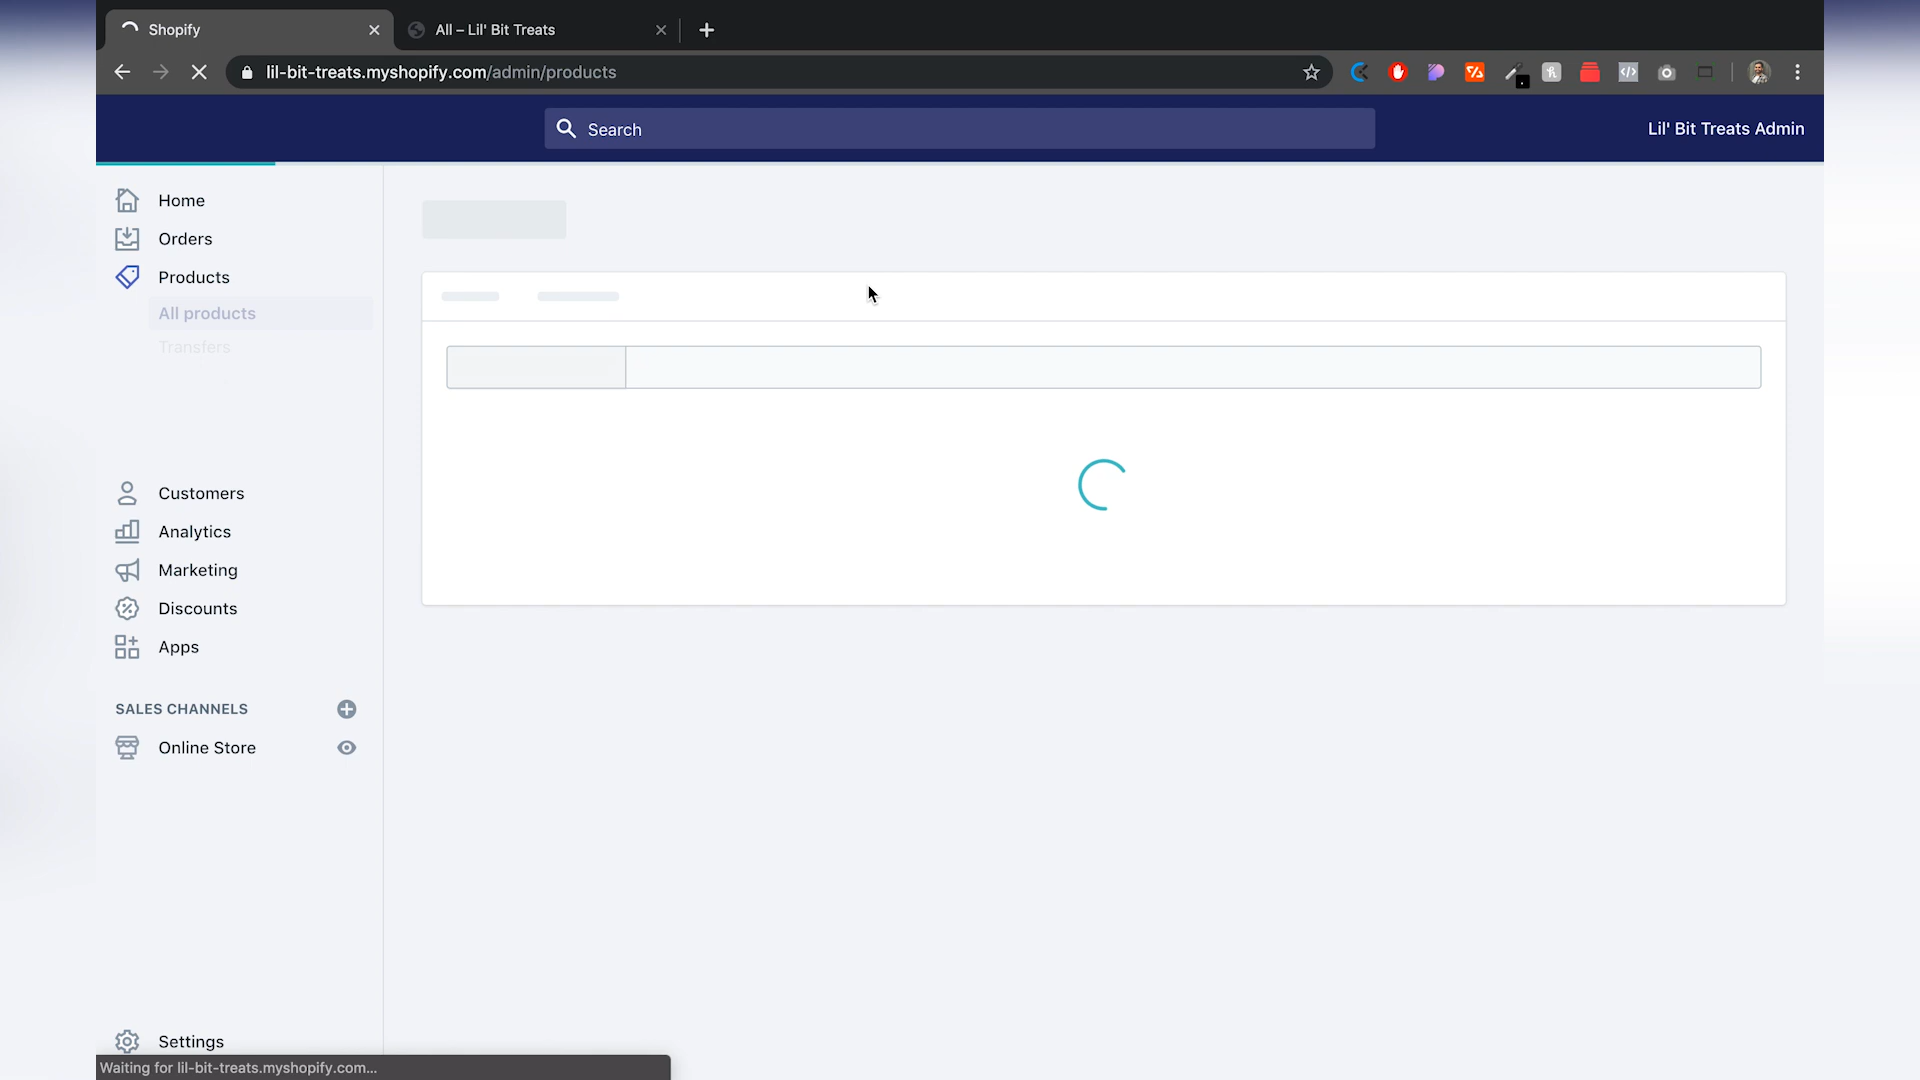 Shopify
All – Lil' Bit Treats
lil-bit-treats.myshopify.com/admin/products
Search
Lil' Bit Treats Admin
Home
Orders
Products
All products
Transfers
Customers
Analytics
Marketing
Discounts
Apps
SALES CHANNELS
Online Store
Settings
Waiting for lil-bit-treats.myshopify.com...